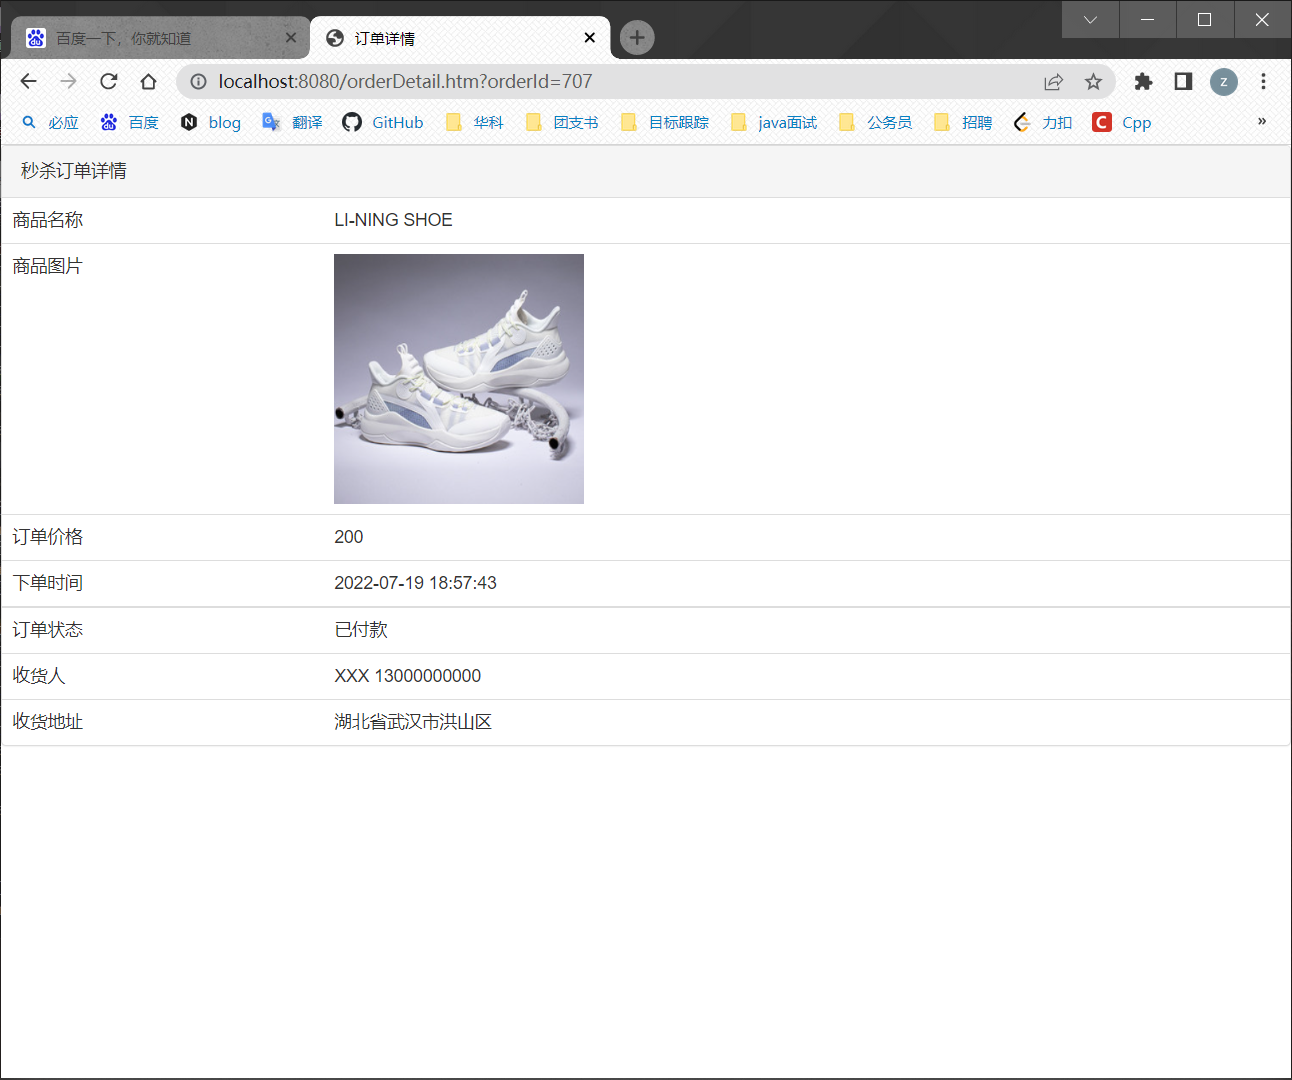 百度一下，你就知道
订单详情
localhost:8080/orderDetail.htm?orderId=707
z
必应 百度 blog 翻译 GitHub 华科 团支书 目标跟踪 java面试 公务员 招聘 力扣 Cpp »
秒杀订单详情
商品名称 LI-NING SHOE
商品图片
订单价格 200
下单时间 2022-07-19 18:57:43
订单状态 已付款
收货人 XXX 13000000000
收货地址 湖北省武汉市洪山区